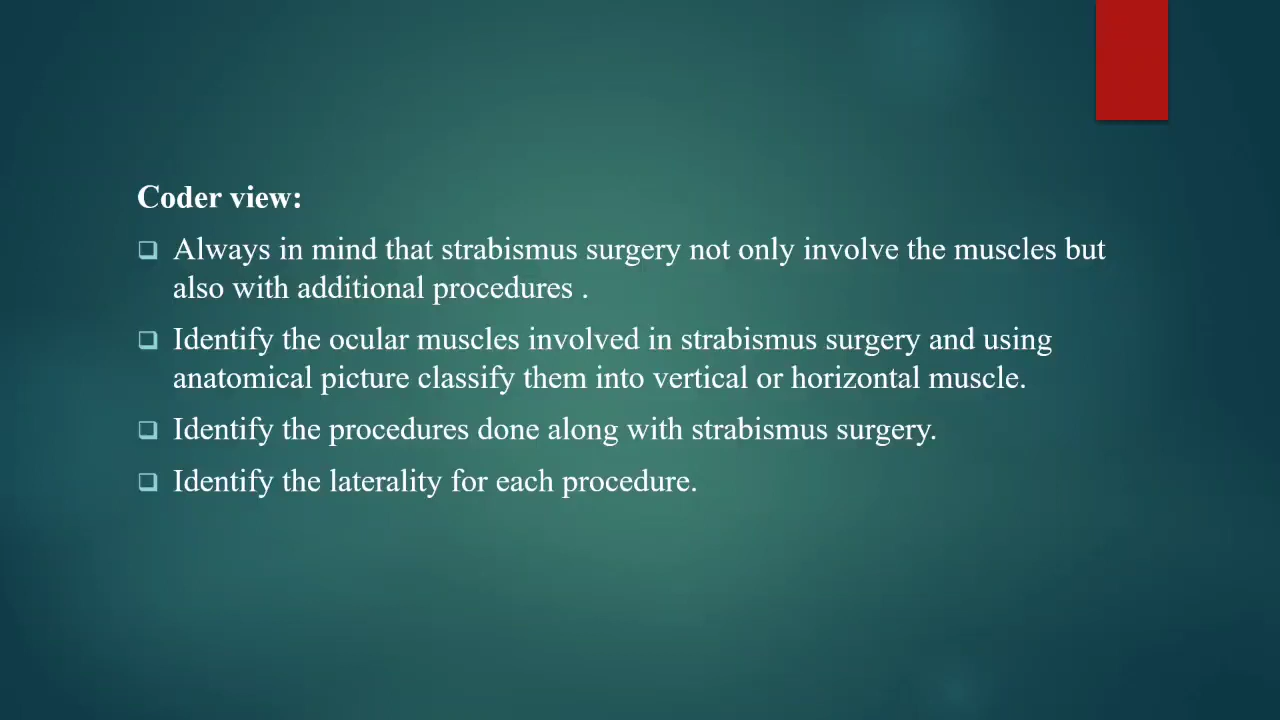 Coder view:
Always in mind that strabismus surgery not only involve the muscles but
also with additional procedures .
Identify the ocular muscles involved in strabismus surgery and using
anatomical picture classify them into vertical or horizontal muscle.
Identify the procedures done along with strabismus surgery.
Identify the laterality for each procedure.